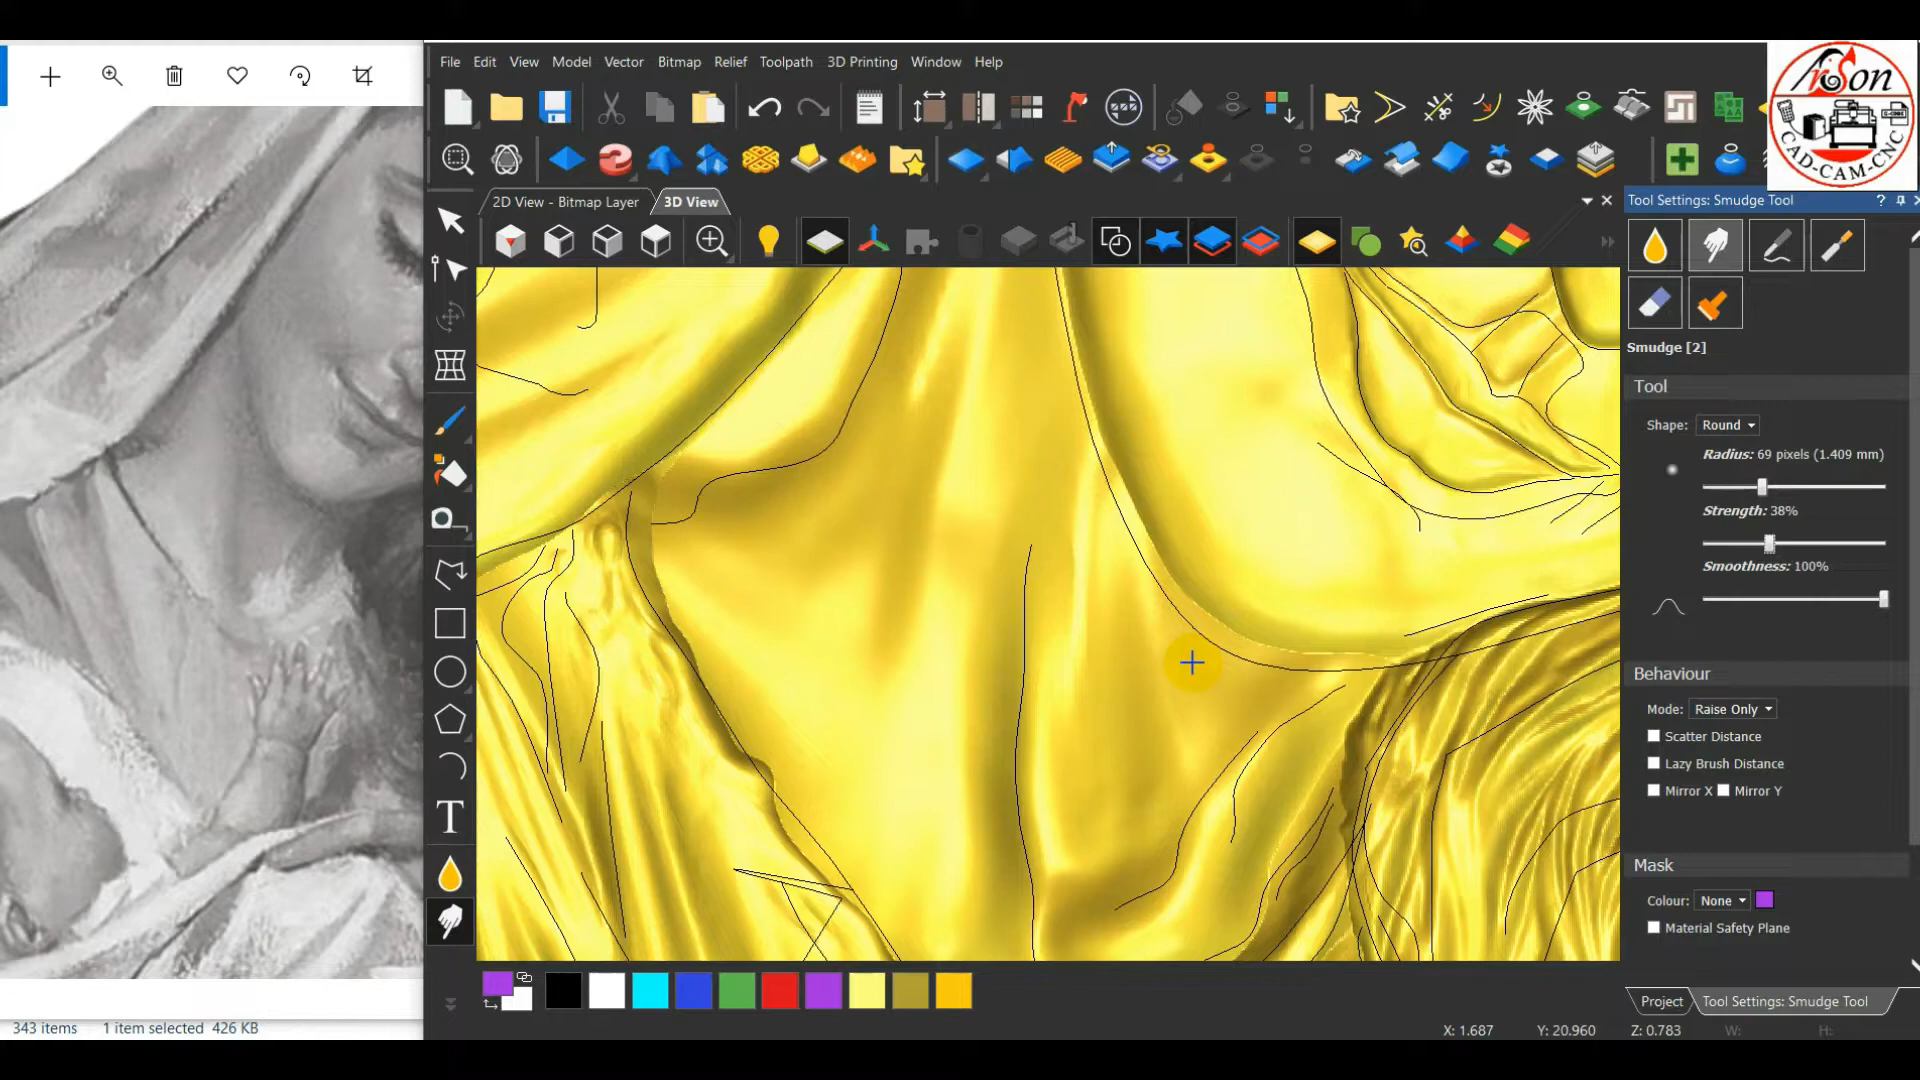 File Edit View Model Vector Bitmap Relief Toolpath 3D Printing Window Help
ArSon
CAD-CAM-CNC
2D View - Bitmap Layer
3D View
Tool Settings: Smudge Tool
Smudge [2]
Tool
Shape: Round
Radius: 69 pixels (1.409 mm)
Strength: 38%
Smoothness: 100%
Behaviour
Mode: Raise Only
Scatter Distance
Lazy Brush Distance
Mirror X Mirror Y
Mask
Colour: None
Material Safety Plane
Project
Tool Settings: Smudge Tool
343 items 1 item selected 426 KB
X: 1.687 Y: 20.960 Z: 0.783 W: H: